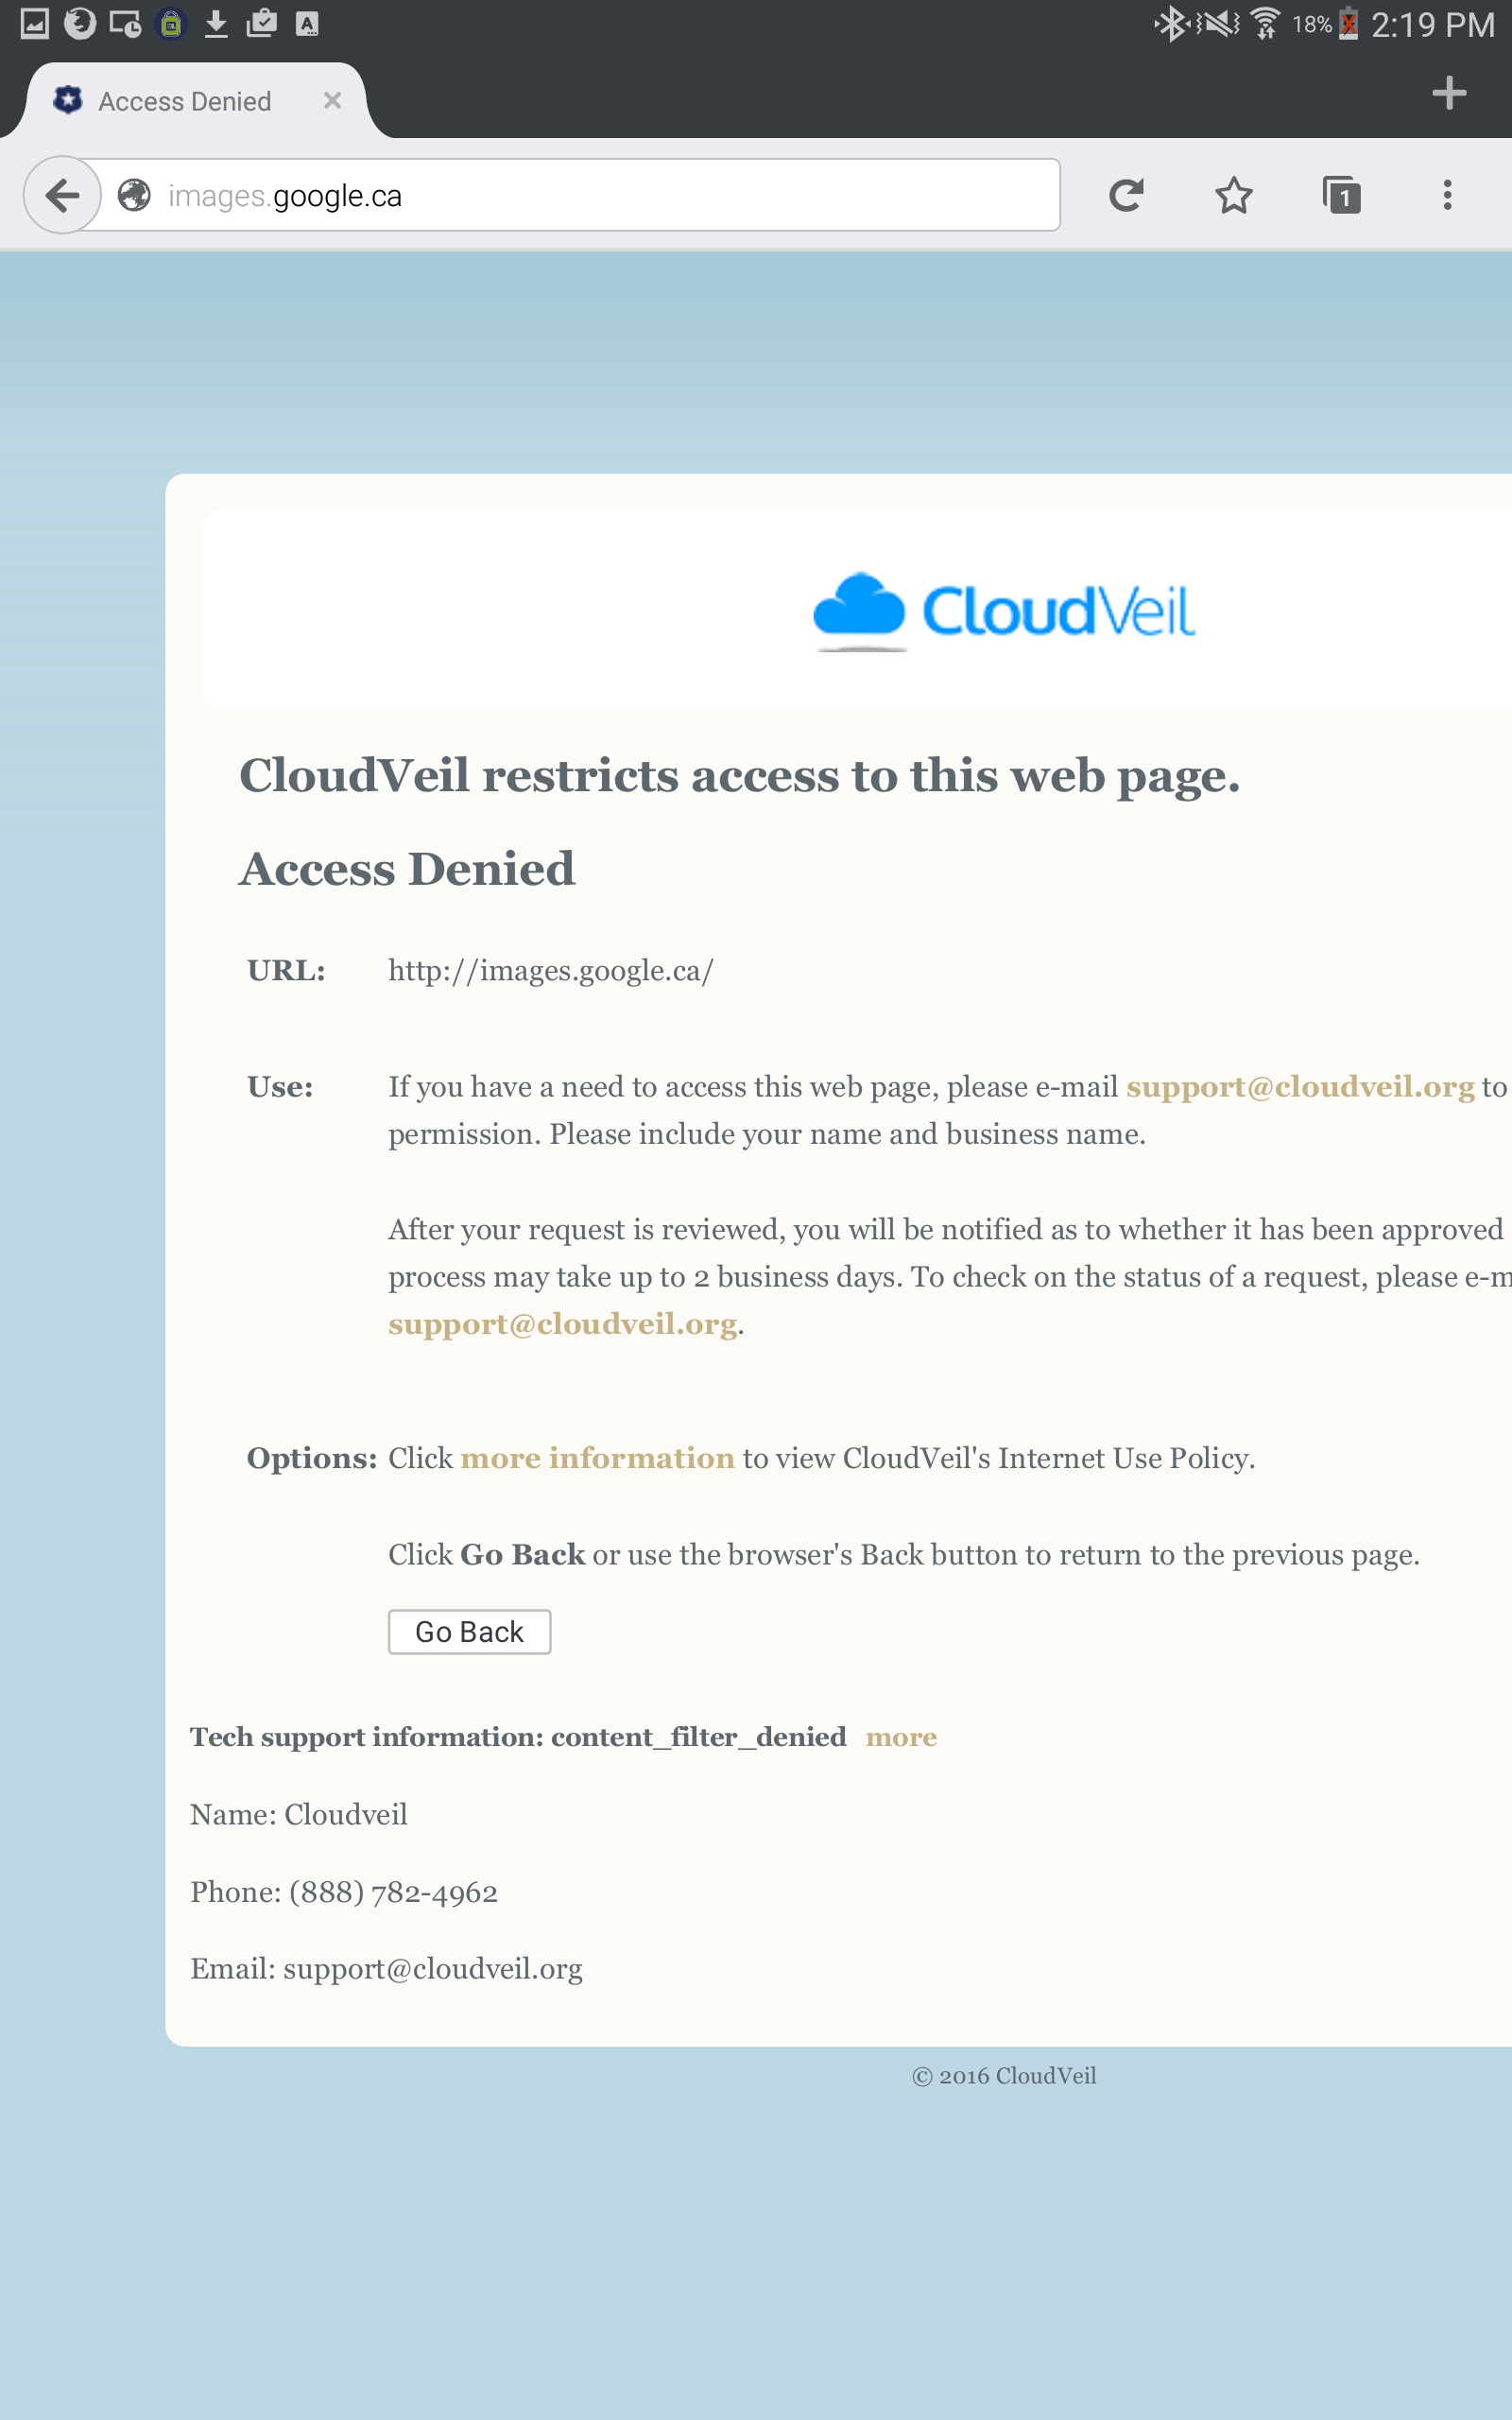 18% 2:19 PM
Access Denied
images.google.ca
1
CloudVeil
CloudVeil restricts access to this web page.
Access Denied
URL: http://images.google.ca/
Use: If you have a need to access this web page, please e-mail support@cloudveil.org to
permission. Please include your name and business name.
After your request is reviewed, you will be notified as to whether it has been approved
process may take up to 2 business days. To check on the status of a request, please e-m
support@cloudveil.org.
Options: Click more information to view CloudVeil's Internet Use Policy.
Click Go Back or use the browser's Back button to return to the previous page.
Go Back
Tech support information: content_filter_denied more
Name: Cloudveil
Phone: (888) 782-4962
Email: support@cloudveil.org
© 2016 CloudVeil